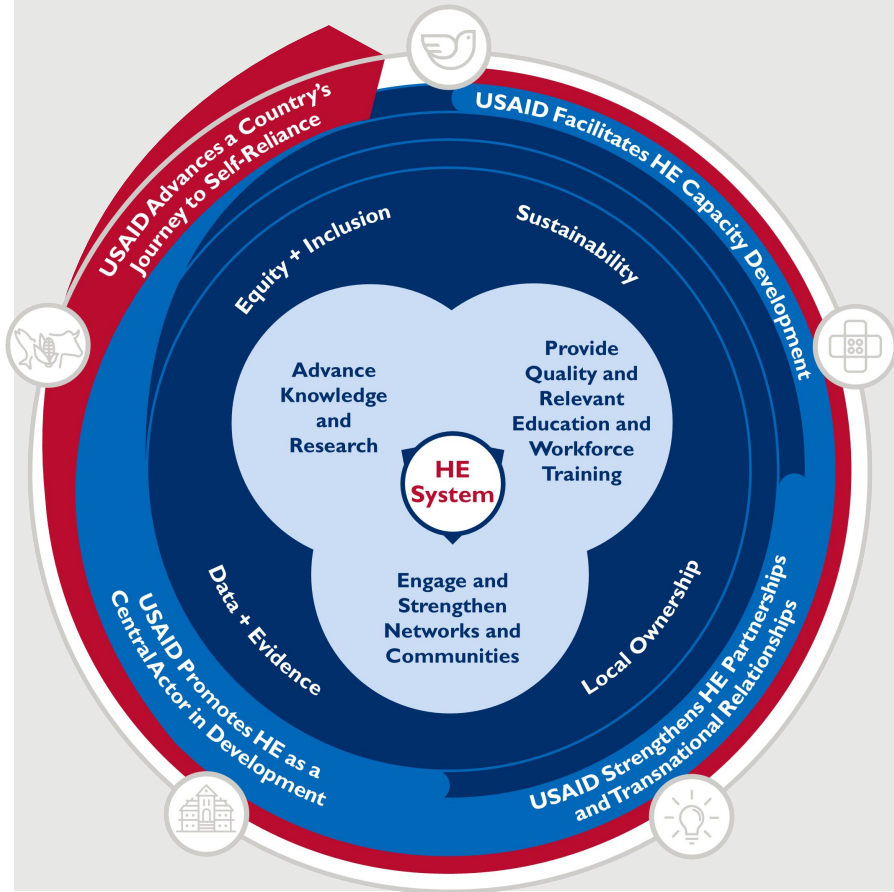 USAID Advances a Country's
Journey to Self-Reliance
USAID Facilitates HE Capacity Development
Equity + Inclusion
Sustainability
Advance
Knowledge
and
Research
Provide
Quality and
Relevant
Education and
Workforce
Training
HE
System
Engage and
Strengthen
Networks and
Communities
Data + Evidence
Local Ownership
USAID Promotes HE as a
Central Actor in Development
USAID Strengthens HE Partnerships
and Transnational Relationships